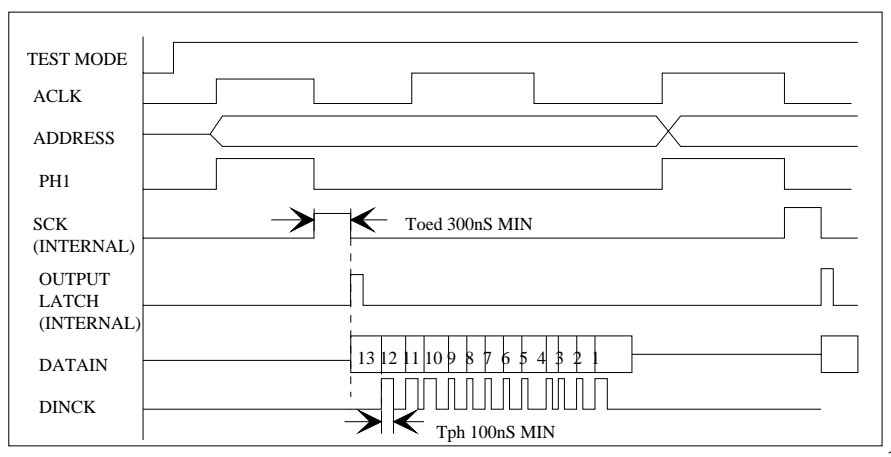 TEST MODE
ACLK
ADDRESS
PH1
SCK
(INTERNAL)
Toed 300nS MIN
OUTPUT
LATCH
(INTERNAL)
DATAIN
13 12 11 10 9 8 7 6 5 4 3 2 1
DINCK
Tph 100nS MIN